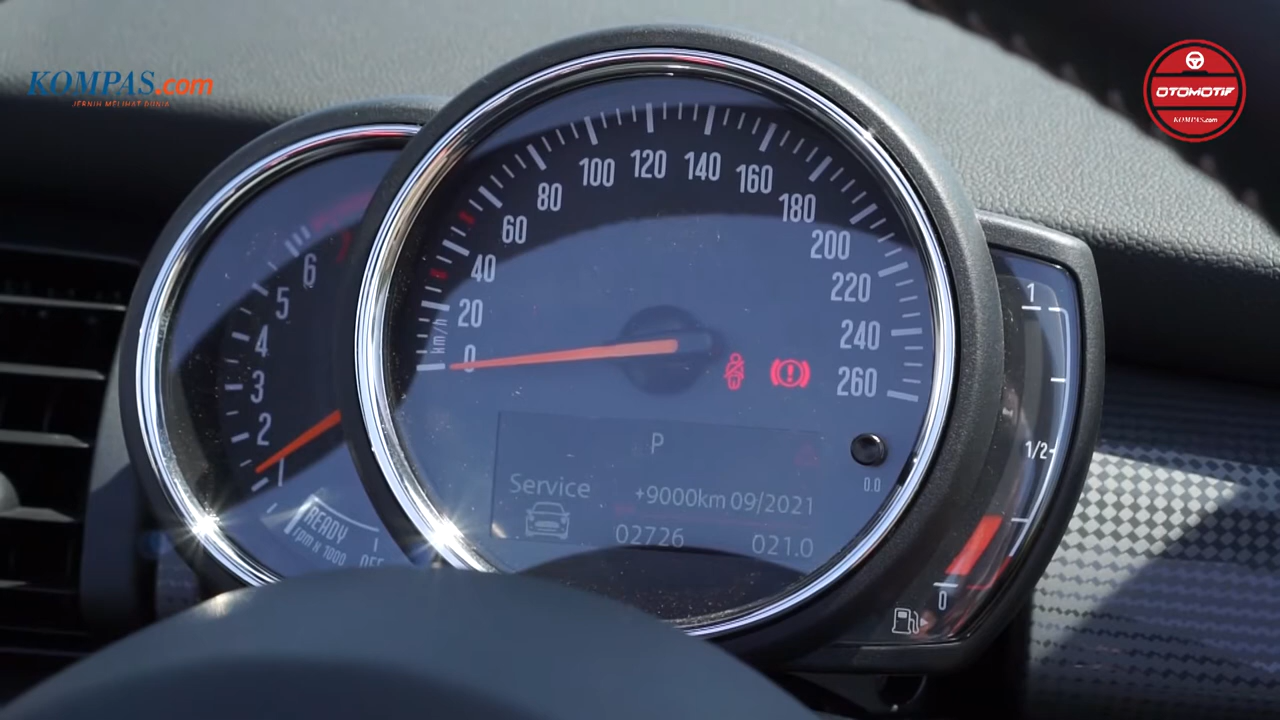 KOMPAS.com
JERNIH MELIHAT DUNIA
OTOMOTIF
KOMPAS.com
6
5
4
3
2
1
READY
rpm x 1000
OFF
0
20
40
60
80
100
120
140
160
180
200
220
240
260
km/h
P
Service
+9000km 09/2021
02726
021.0
0.0
1
1/2
0